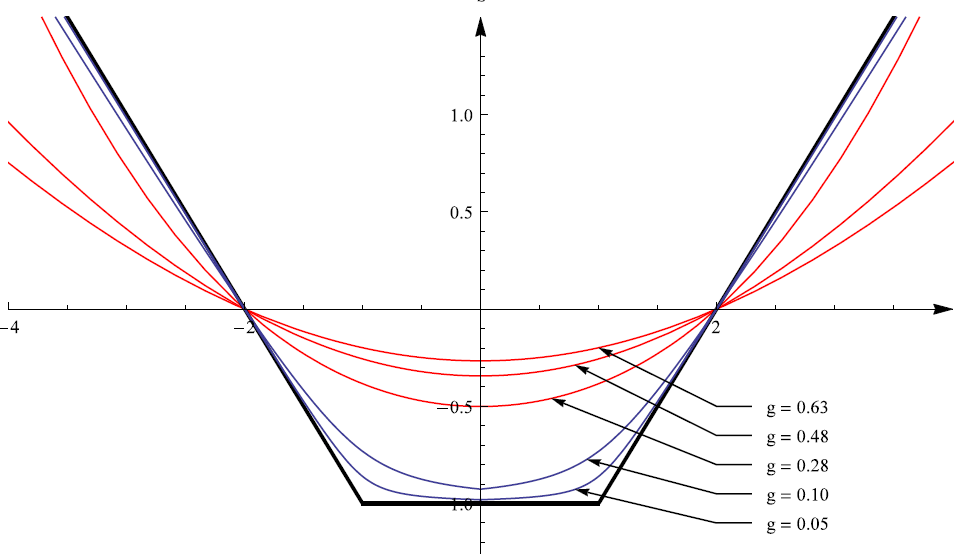 1.0
0.5
−4
−2
2
−0.5
g = 0.63
g = 0.48
g = 0.28
g = 0.10
−1.0
g = 0.05